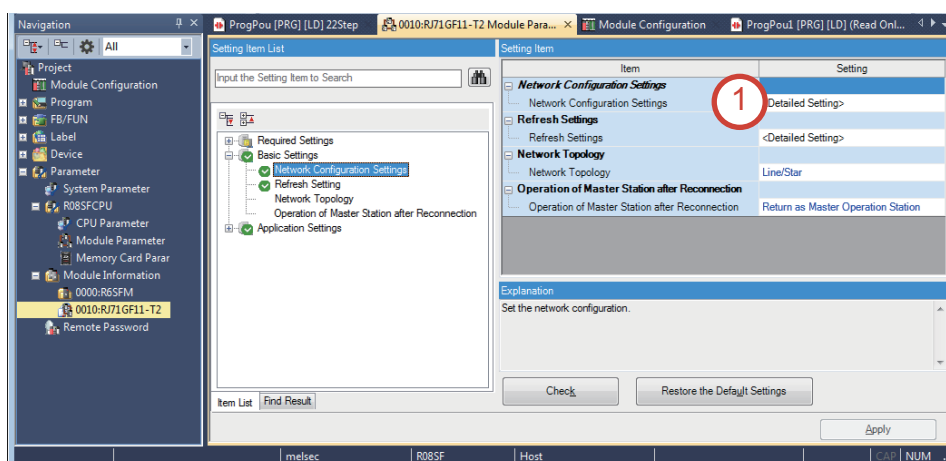 Navigation
ProgPou [PRG] [LD] 22Step
0010:RJ71GF11-T2 Module Para...
Module Configuration
ProgPou1 [PRG] [LD] (Read Onl...
All
Project
Module Configuration
Program
FB/FUN
Label
Device
Parameter
System Parameter
R08SFCPU
CPU Parameter
Module Parameter
Memory Card Parar
Module Information
0000:R6SFM
0010:RJ71GF11-T2
Remote Password
Setting Item List
Input the Setting Item to Search
Required Settings
Basic Settings
Network Configuration Settings
Refresh Setting
Network Topology
Operation of Master Station after Reconnection
Application Settings
Item List
Find Result
Setting Item
Item Setting
Network Configuration Settings
Network Configuration Settings <Detailed Setting>
1
Refresh Settings
Refresh Settings <Detailed Setting>
Network Topology
Network Topology Line/Star
Operation of Master Station after Reconnection
Operation of Master Station after Reconnection Return as Master Operation Station
Explanation
Set the network configuration.
Check
Restore the Default Settings
Apply
melsec R08SF Host CAP NUM